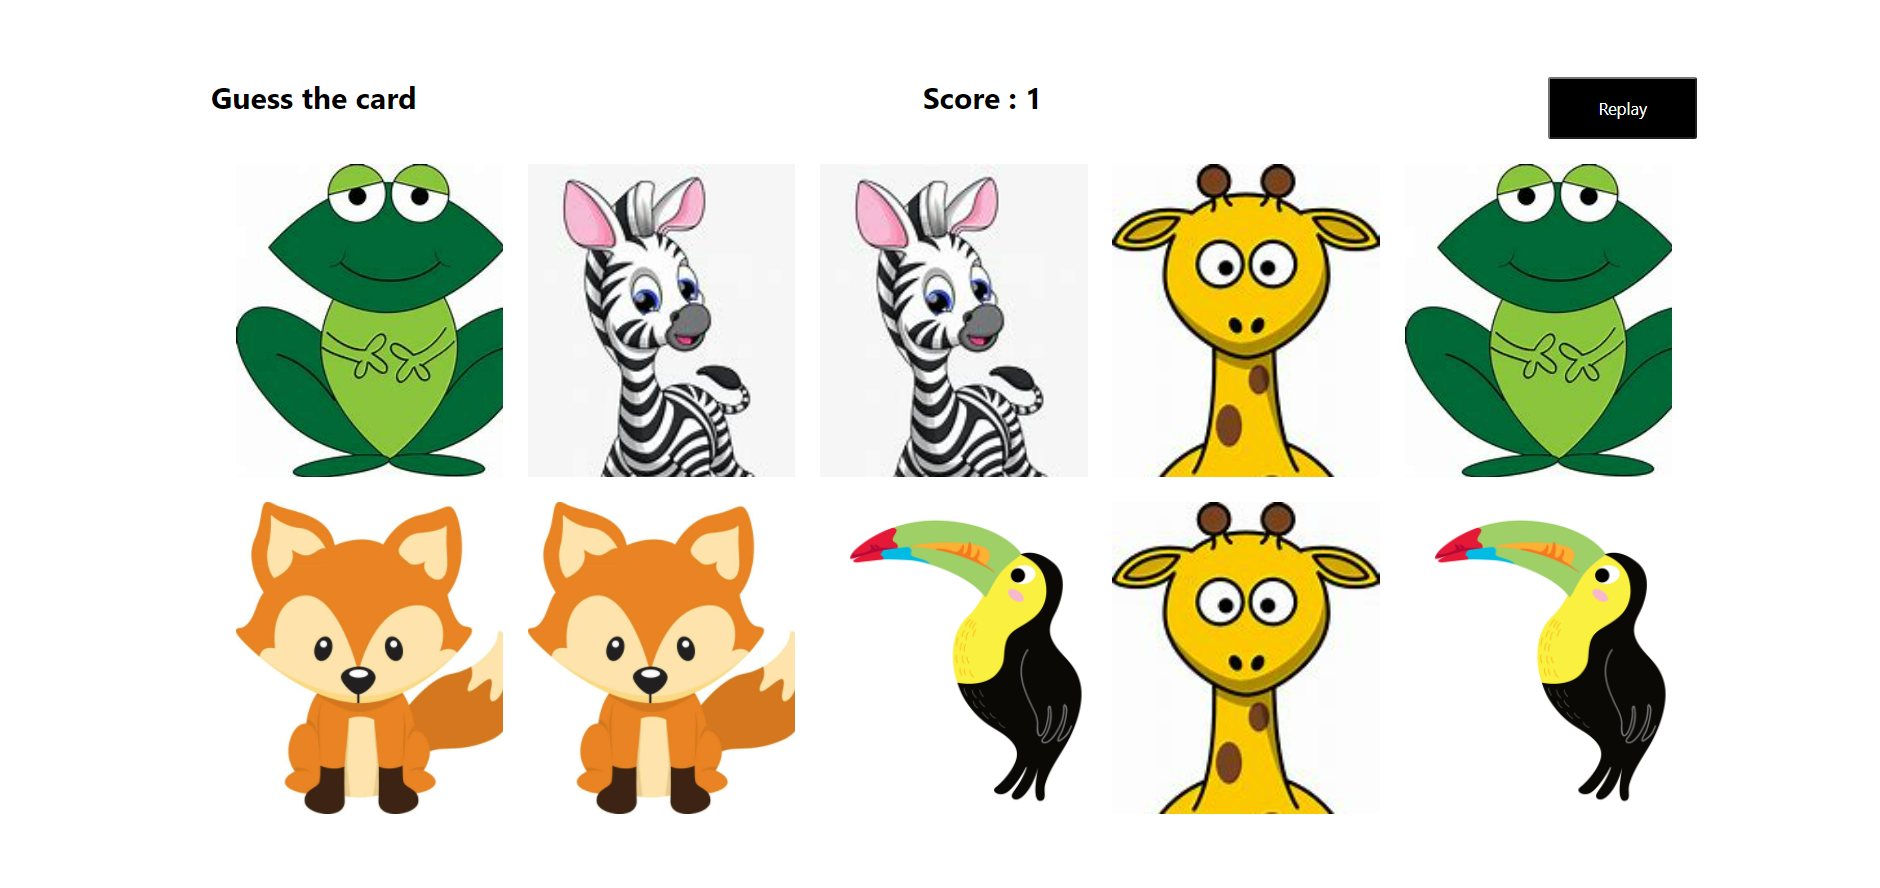 Guess the card
Score : 1
Replay